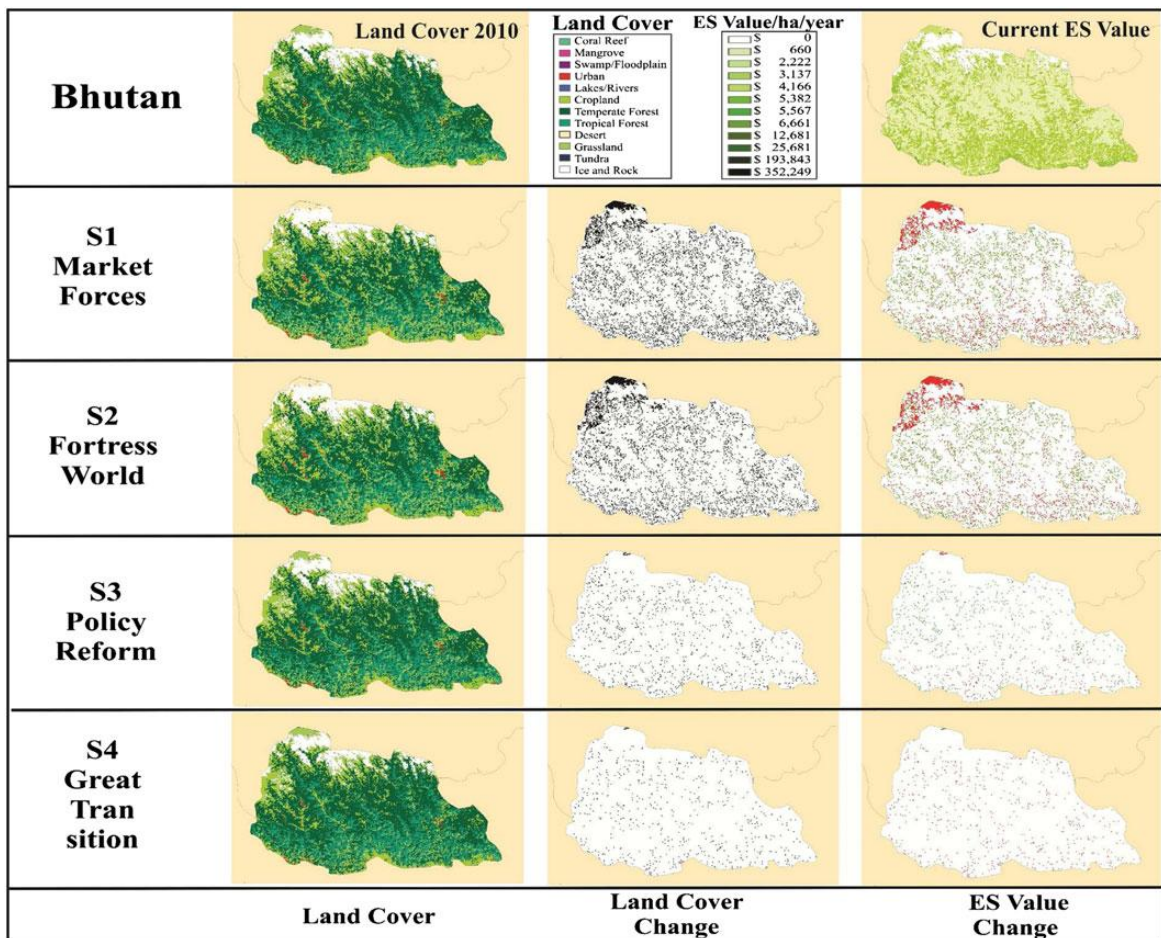 Bhutan
Land Cover 2010
Land Cover
Coral Reef
Mangrove
Swamp/Floodplain
Urban
Lakes/Rivers
Cropland
Temperate Forest
Tropical Forest
Desert
Grassland
Tundra
Ice and Rock
ES Value/ha/year
$ 0
$ 660
$ 2,222
$ 3,137
$ 4,166
$ 5,382
$ 5,567
$ 6,661
$ 12,681
$ 25,681
$ 193,843
$ 352,249
Current ES Value
S1
Market
Forces
S2
Fortress
World
S3
Policy
Reform
S4
Great
Tran
sition
Land Cover
Land Cover
Change
ES Value
Change